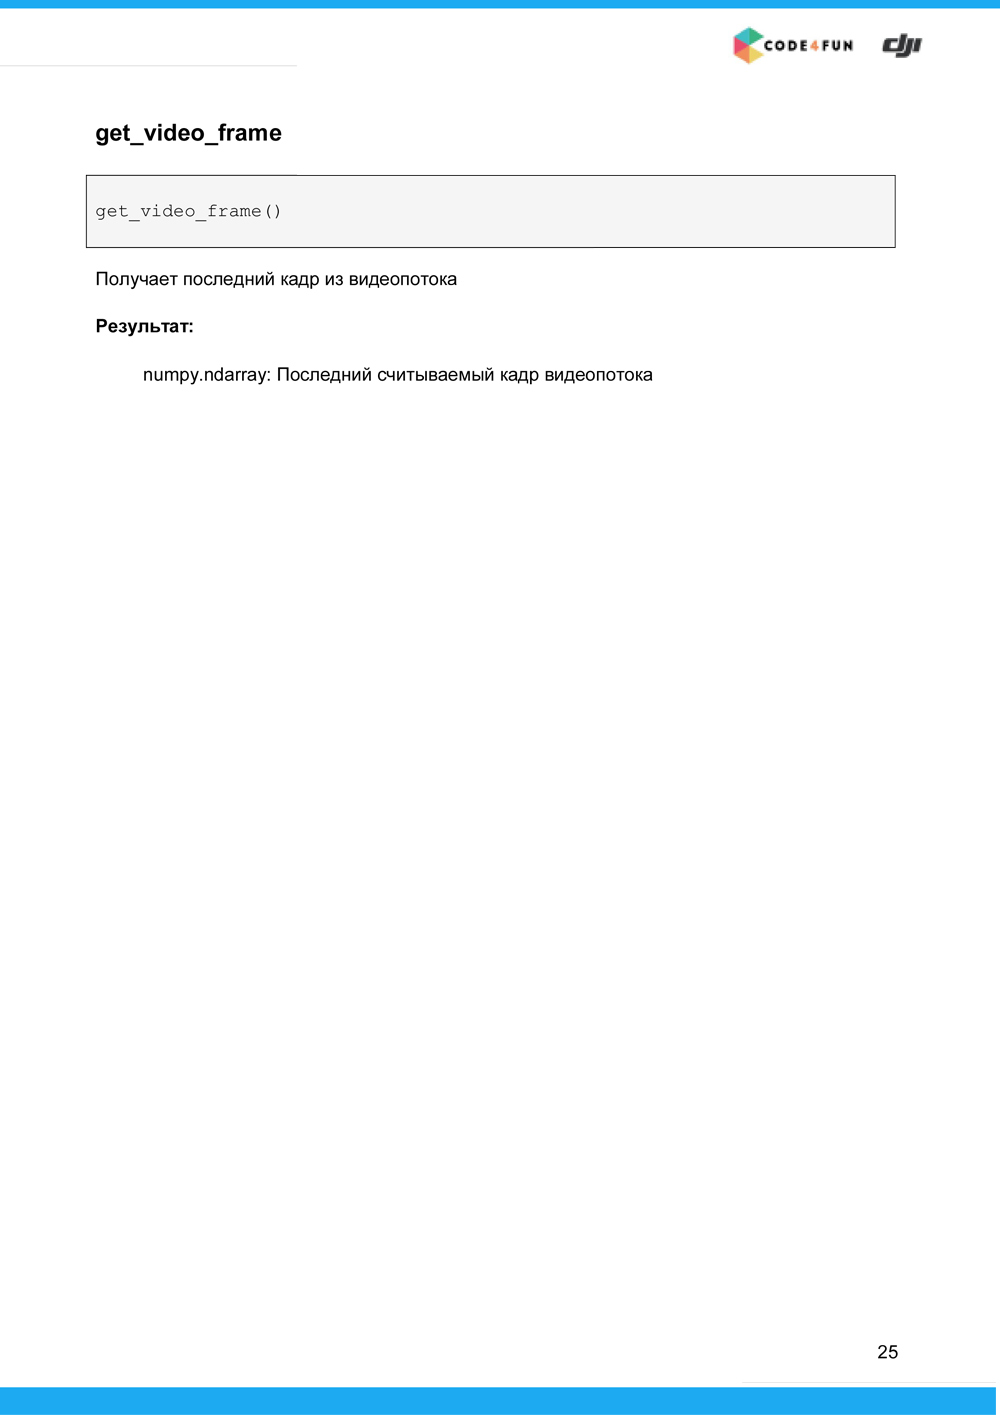 CODE4FUN dji
get_video_frame
get_video_frame()
Получает последний кадр из видеопотока
Результат:
numpy.ndarray: Последний считываемый кадр видеопотока
25